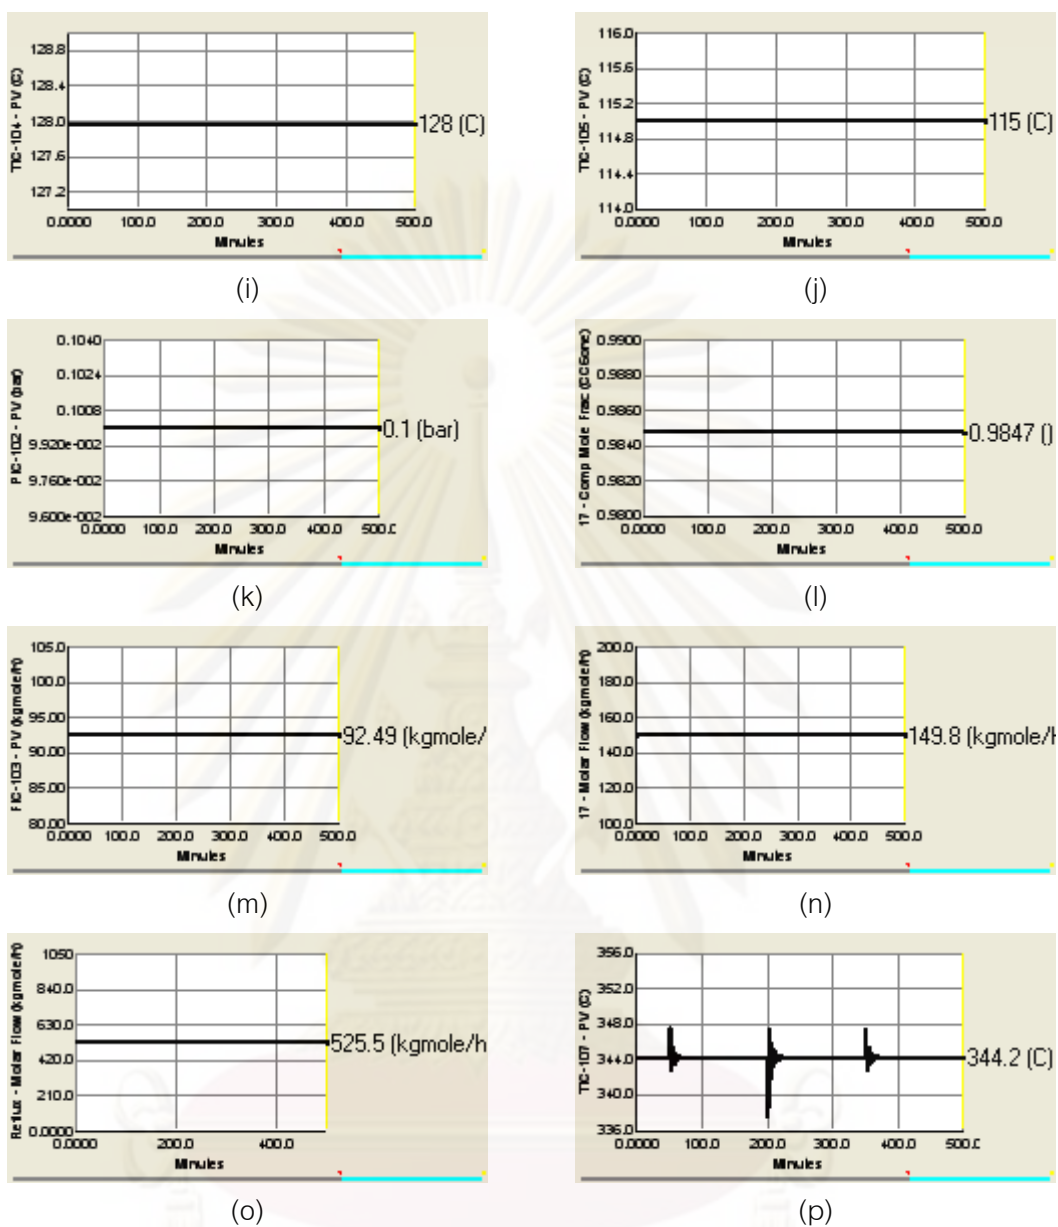 TIC-104 - PV (C)
128.8
128.4
128.0
127.6
127.2
0.0000 100.0 200.0 300.0 400.0 500.0
Minutes
128 (C)
(i)
TIC-105 - PV (C)
116.0
115.6
115.2
114.8
114.4
114.0
0.0000 100.0 200.0 300.0 400.0 500.0
Minutes
115 (C)
(j)
PIC-102 - PV (bar)
0.1040
0.1024
0.1008
9.920e-002
9.760e-002
9.600e-002
0.0000 100.0 200.0 300.0 400.0 500.0
Minutes
0.1 (bar)
(k)
17 - Comp Mole Frac (CC6one)
0.9900
0.9880
0.9860
0.9840
0.9820
0.9800
0.0000 100.0 200.0 300.0 400.0 500.0
Minutes
0.9847 ()
(l)
FIC-103 - PV (kgmole/h)
105.0
100.0
95.00
90.00
85.00
80.00
0.0000 100.0 200.0 300.0 400.0 500.0
Minutes
92.49 (kgmole/
(m)
17 - Molar Flow (kgmole/h)
200.0
180.0
160.0
140.0
120.0
100.0
0.0000 100.0 200.0 300.0 400.0 500.0
Minutes
149.8 (kgmole/h
(n)
Reflux - Molar Flow (kgmole/h)
1050
840.0
630.0
420.0
210.0
0.0000
0.0000 200.0 400.0
Minutes
525.5 (kgmole/h
(o)
TIC-107 - PV (C)
356.0
352.0
348.0
344.0
340.0
336.0
0.0000 100.0 200.0 300.0 400.0 500.0
Minutes
344.2 (C)
(p)